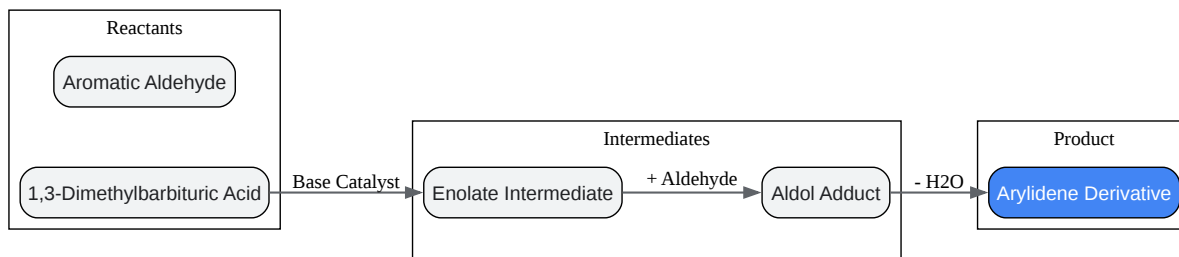 Reactants
Aromatic Aldehyde
1,3-Dimethylbarbituric Acid
Base Catalyst
Intermediates
Enolate Intermediate
+ Aldehyde
Aldol Adduct
- H2O
Product
Arylidene Derivative